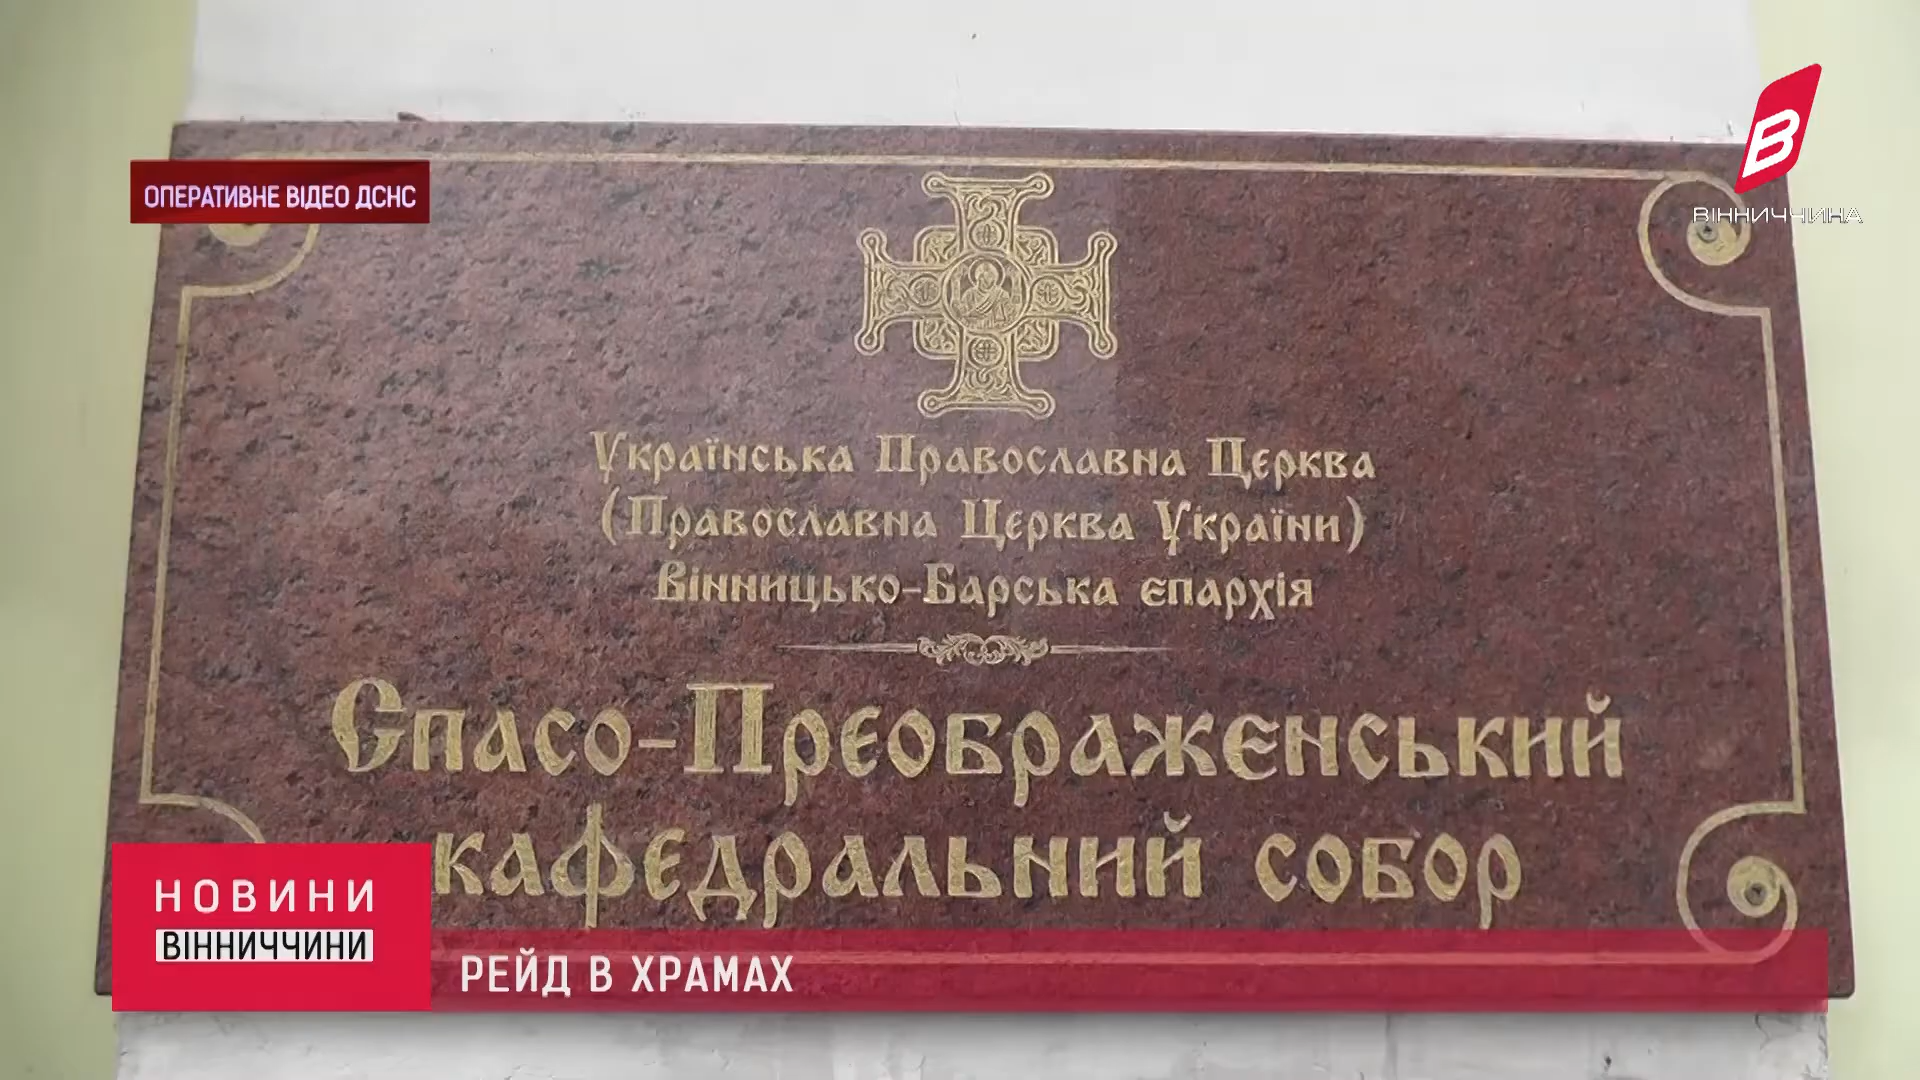 ОПЕРАТИВНЕ ВІДЕО ДСНС
В
ВІННИЧЧИНА
Українська Православна Церква
(Православна Церква України)
Вінницько-Барська єпархія
Спасо-Преображенський
кафедральний собор
НОВИНИ
ВІННИЧЧИНИ
РЕЙД В ХРАМАХ